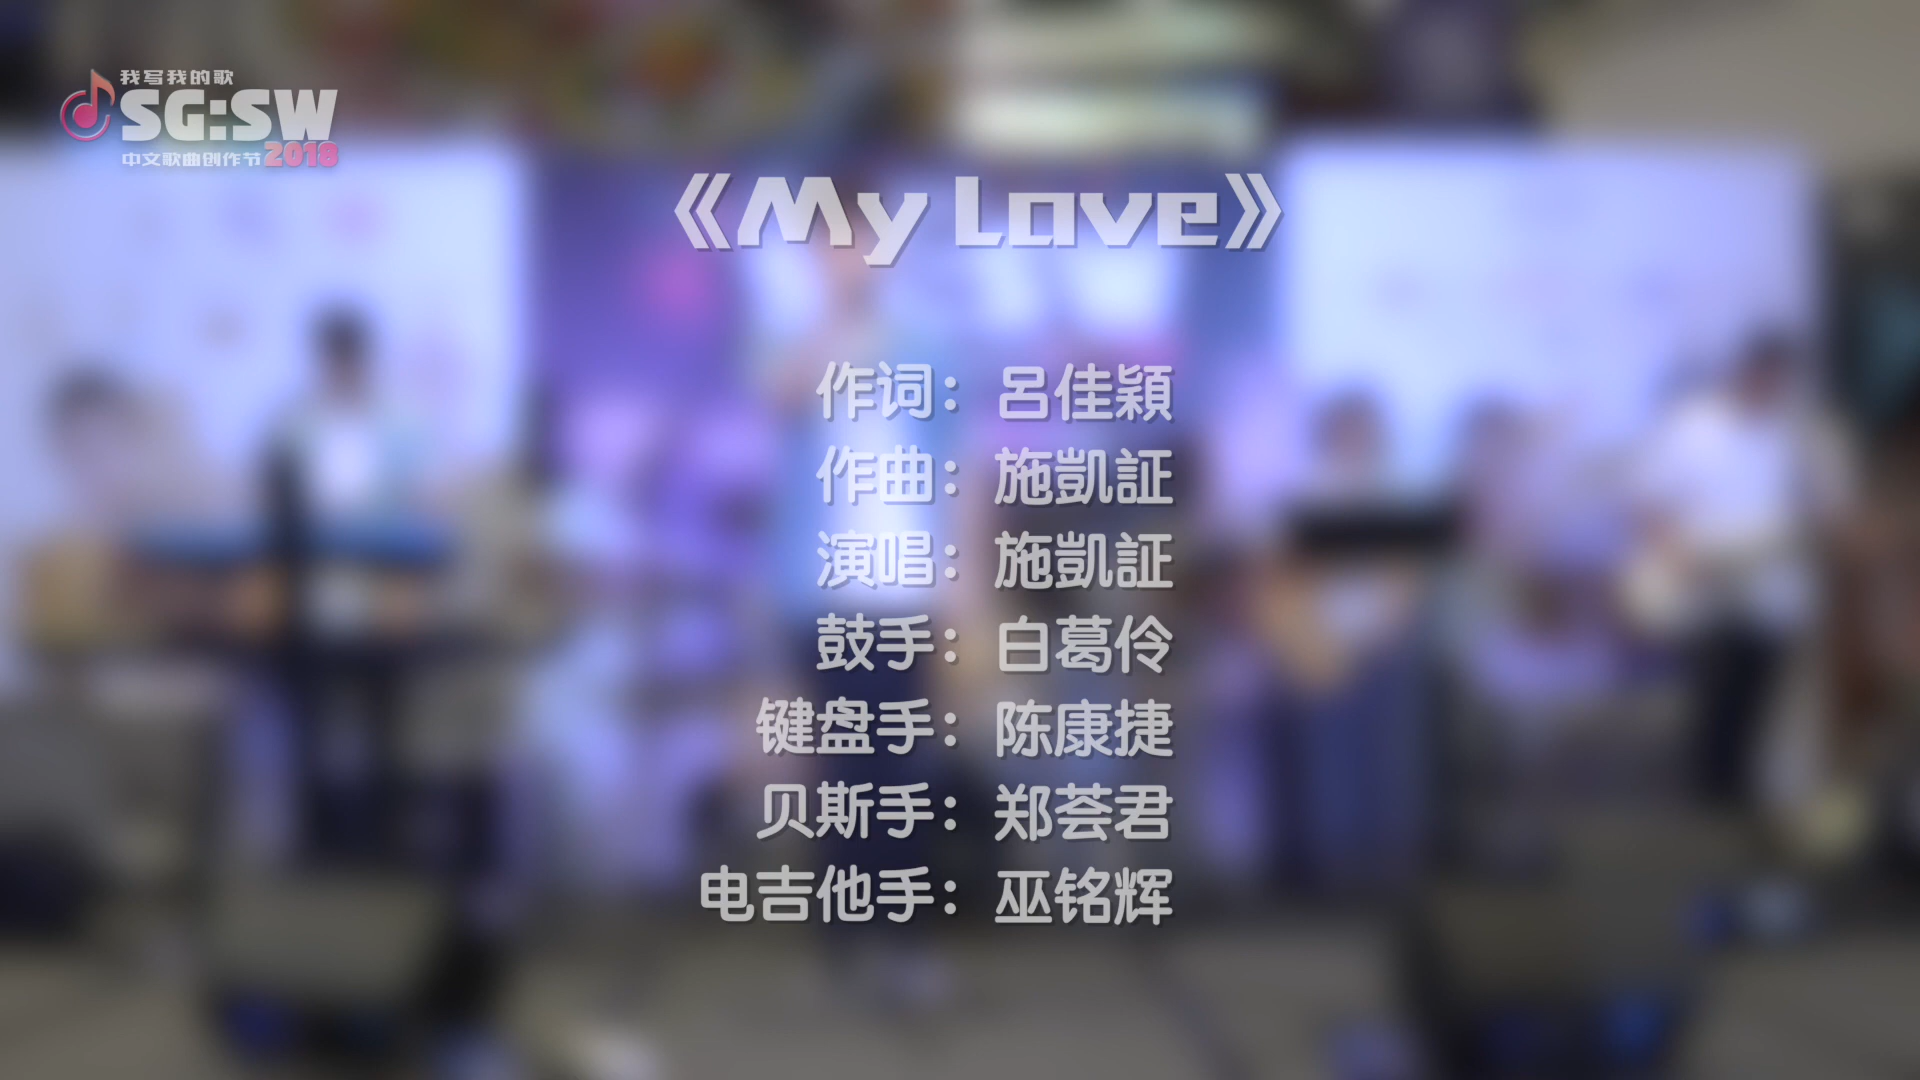 我写我的歌
SG:SW
中文歌曲创作节2018
《My Love》
作词：呂佳穎
作曲：施凱証
演唱：施凱証
鼓手：白葛伶
键盘手：陈康捷
贝斯手：郑荟君
电吉他手：巫铭辉